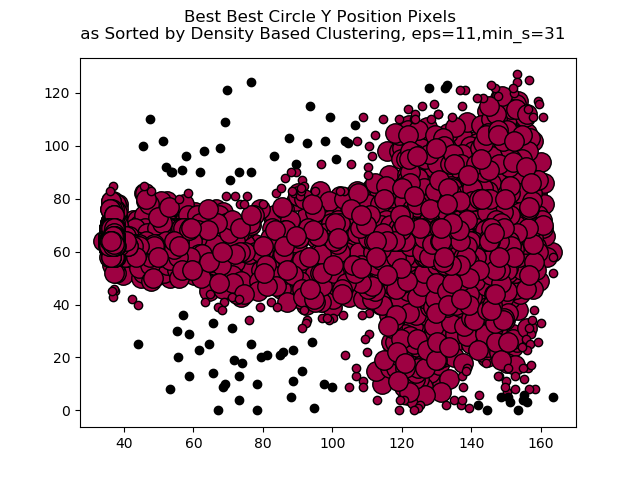 Best Best Circle Y Position Pixels
as Sorted by Density Based Clustering, eps=11,min_s=31
120
100
80
60
40
20
0
40 60 80 100 120 140 160